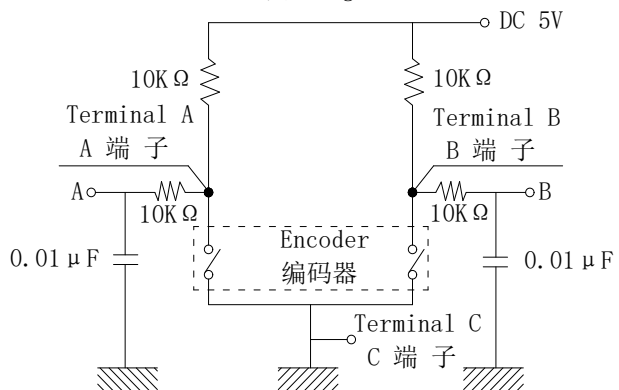 DC 5V
10KΩ
10KΩ
Terminal A
A 端 子
Terminal B
B 端 子
A
10KΩ
10KΩ
B
0.01μF
Encoder
编码器
0.01μF
Terminal C
C 端 子